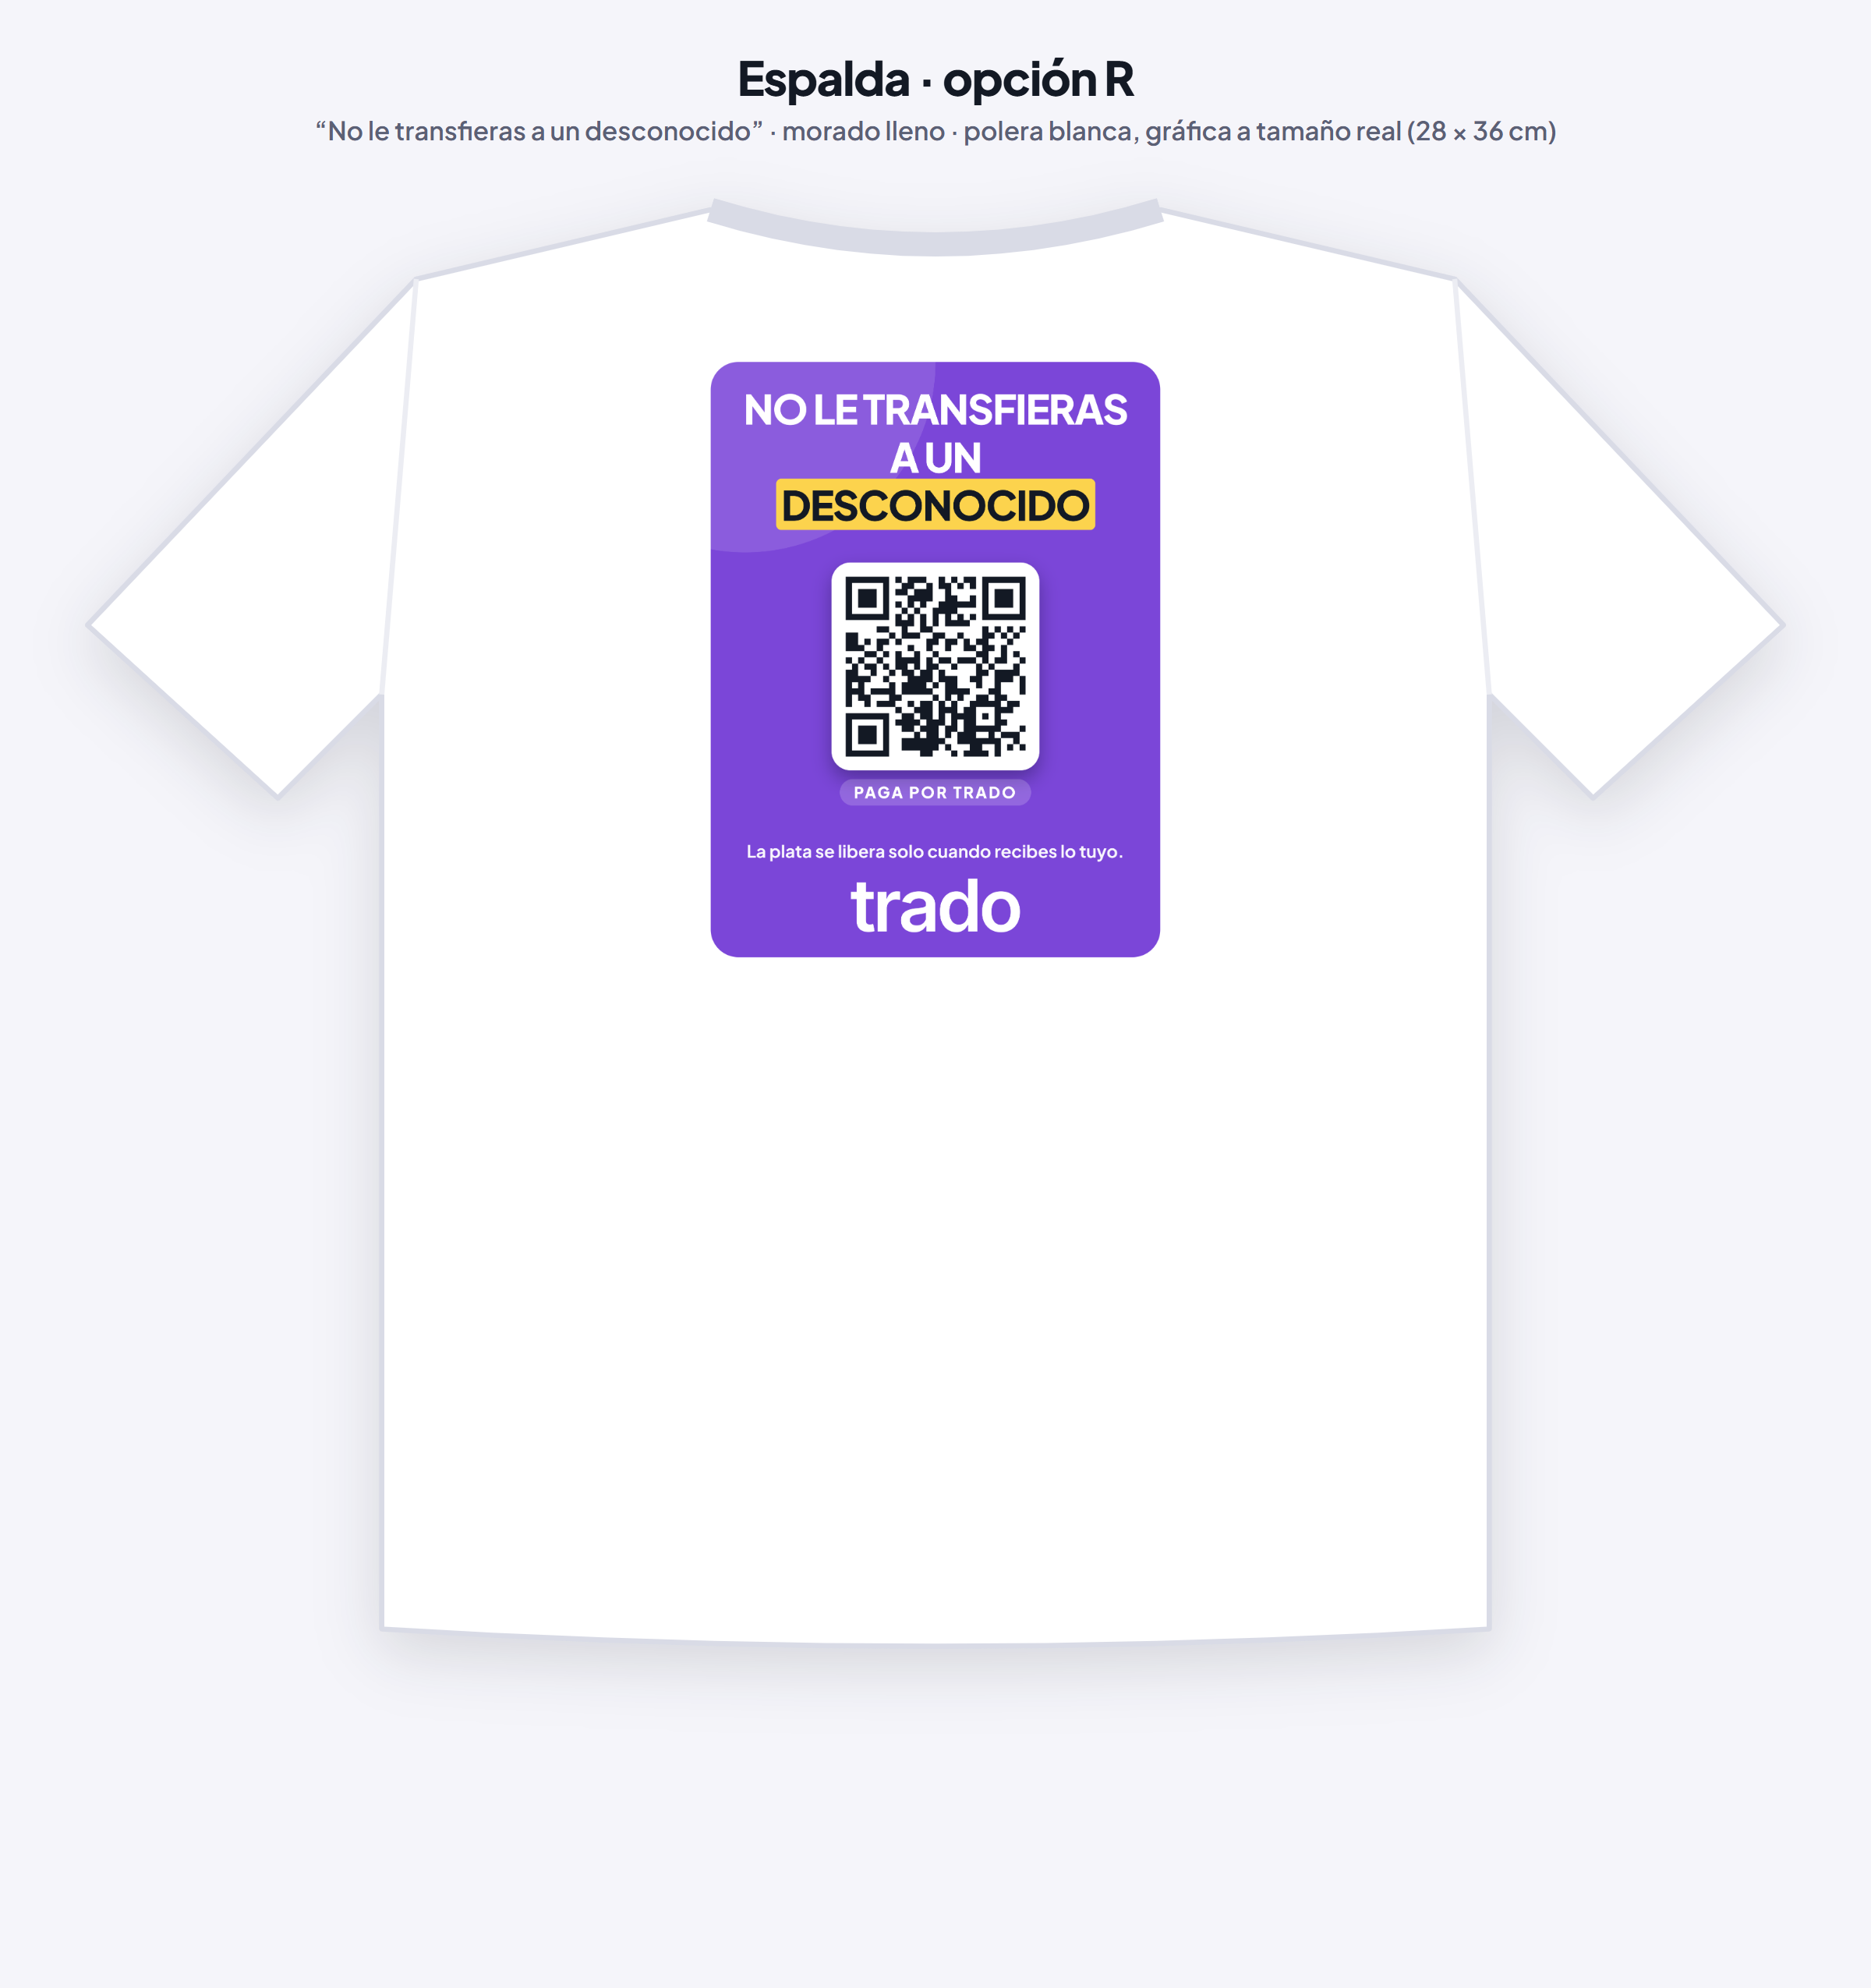 Espalda · opción R
“No le transfieras a un desconocido” · morado lleno · polera blanca, gráfica a tamaño real (28 × 36 cm)
NO LE TRANSFIERAS
A UN
DESCONOCIDO
PAGA POR TRADO
La plata se libera solo cuando recibes lo tuyo.
trado